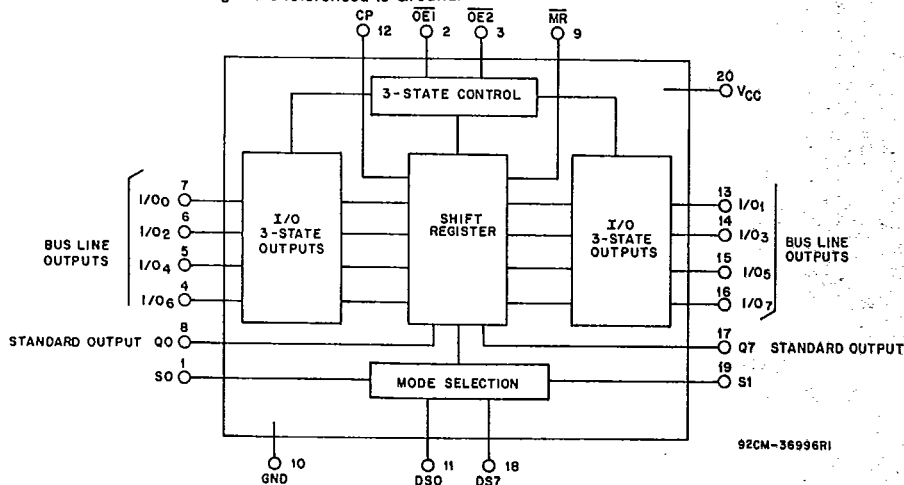 CP
12
OE1
2
OE2
3
MR
9
20
VCC
3-STATE CONTROL
BUS LINE
OUTPUTS
7
I/O0
6
I/O2
5
I/O4
4
I/O6
I/O
3-STATE
OUTPUTS
SHIFT
REGISTER
I/O
3-STATE
OUTPUTS
13
I/O1
14
I/O3
15
I/O5
16
I/O7
BUS LINE
OUTPUTS
8
STANDARD OUTPUT Q0
17
Q7 STANDARD OUTPUT
1
S0
MODE SELECTION
19
S1
92CM-36996R1
10
GND
11
DS0
18
DS7